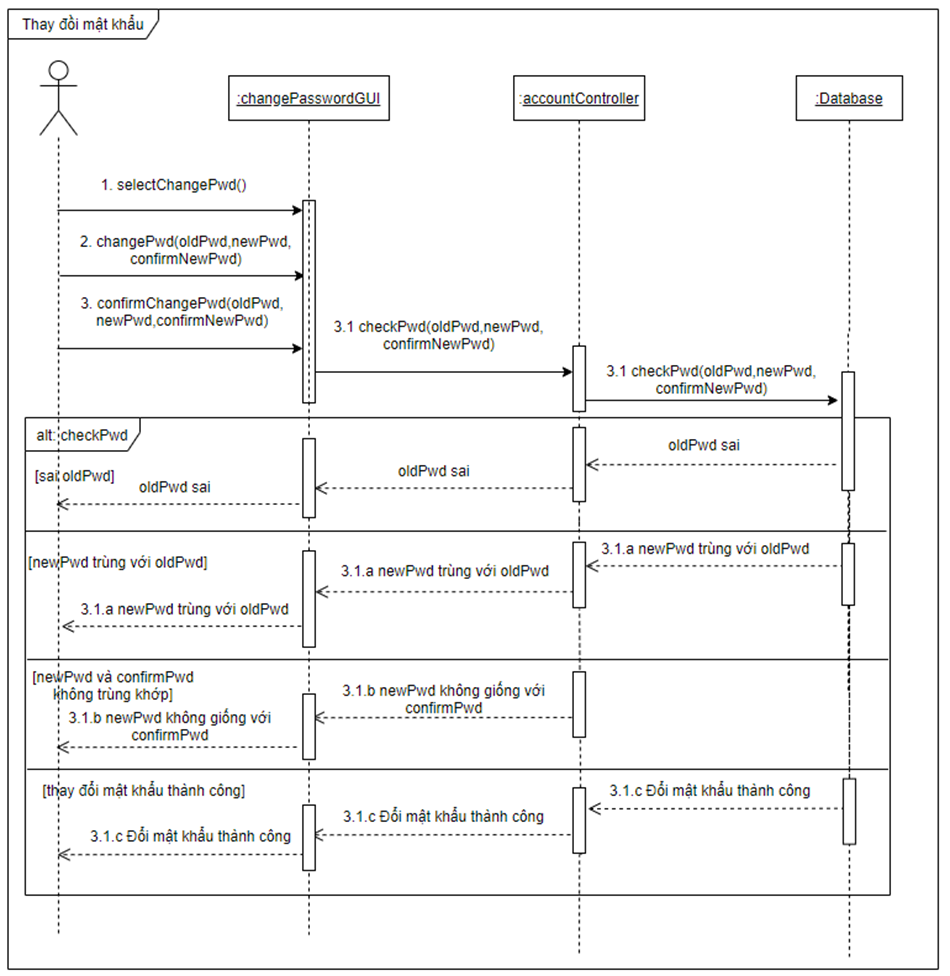 Thay đổi mật khẩu
:changePasswordGUI
:accountController
:Database
1. selectChangePwd()
2. changePwd(oldPwd,newPwd,
confirmNewPwd)
3. confirmChangePwd(oldPwd,
newPwd,confirmNewPwd)
3.1 checkPwd(oldPwd,newPwd,
confirmNewPwd)
3.1 checkPwd(oldPwd,newPwd,
confirmNewPwd)
alt: checkPwd
oldPwd sai
oldPwd sai
[sai oldPwd]
oldPwd sai
3.1.a newPwd trùng với oldPwd
[newPwd trùng với oldPwd]
3.1.a newPwd trùng với oldPwd
3.1.a newPwd trùng với oldPwd
[newPwd và confirmPwd
không trùng khớp]
3.1.b newPwd không giống với
confirmPwd
3.1.b newPwd không giống với
confirmPwd
[thay đổi mật khẩu thành công]
3.1.c Đổi mật khẩu thành công
3.1.c Đổi mật khẩu thành công
3.1.c Đổi mật khẩu thành công